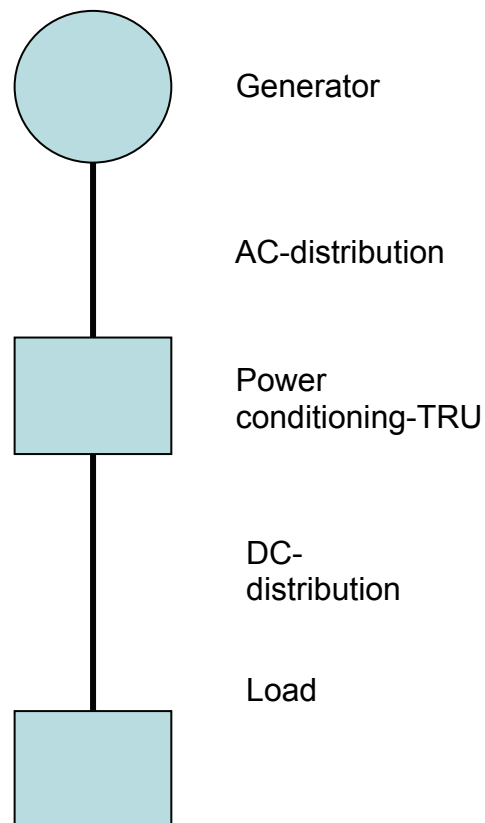 Generator
AC-distribution
Power
conditioning-TRU
DC-
distribution
Load